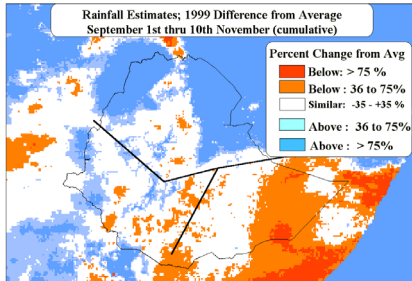 Rainfall Estimates; 1999 Difference from Average
September 1st thru 10th November (cumulative)
Percent Change from Avg
Below: > 75 %
Below : 36 to 75%
Similar: -35 - +35 %
Above : 36 to 75%
Above : > 75%